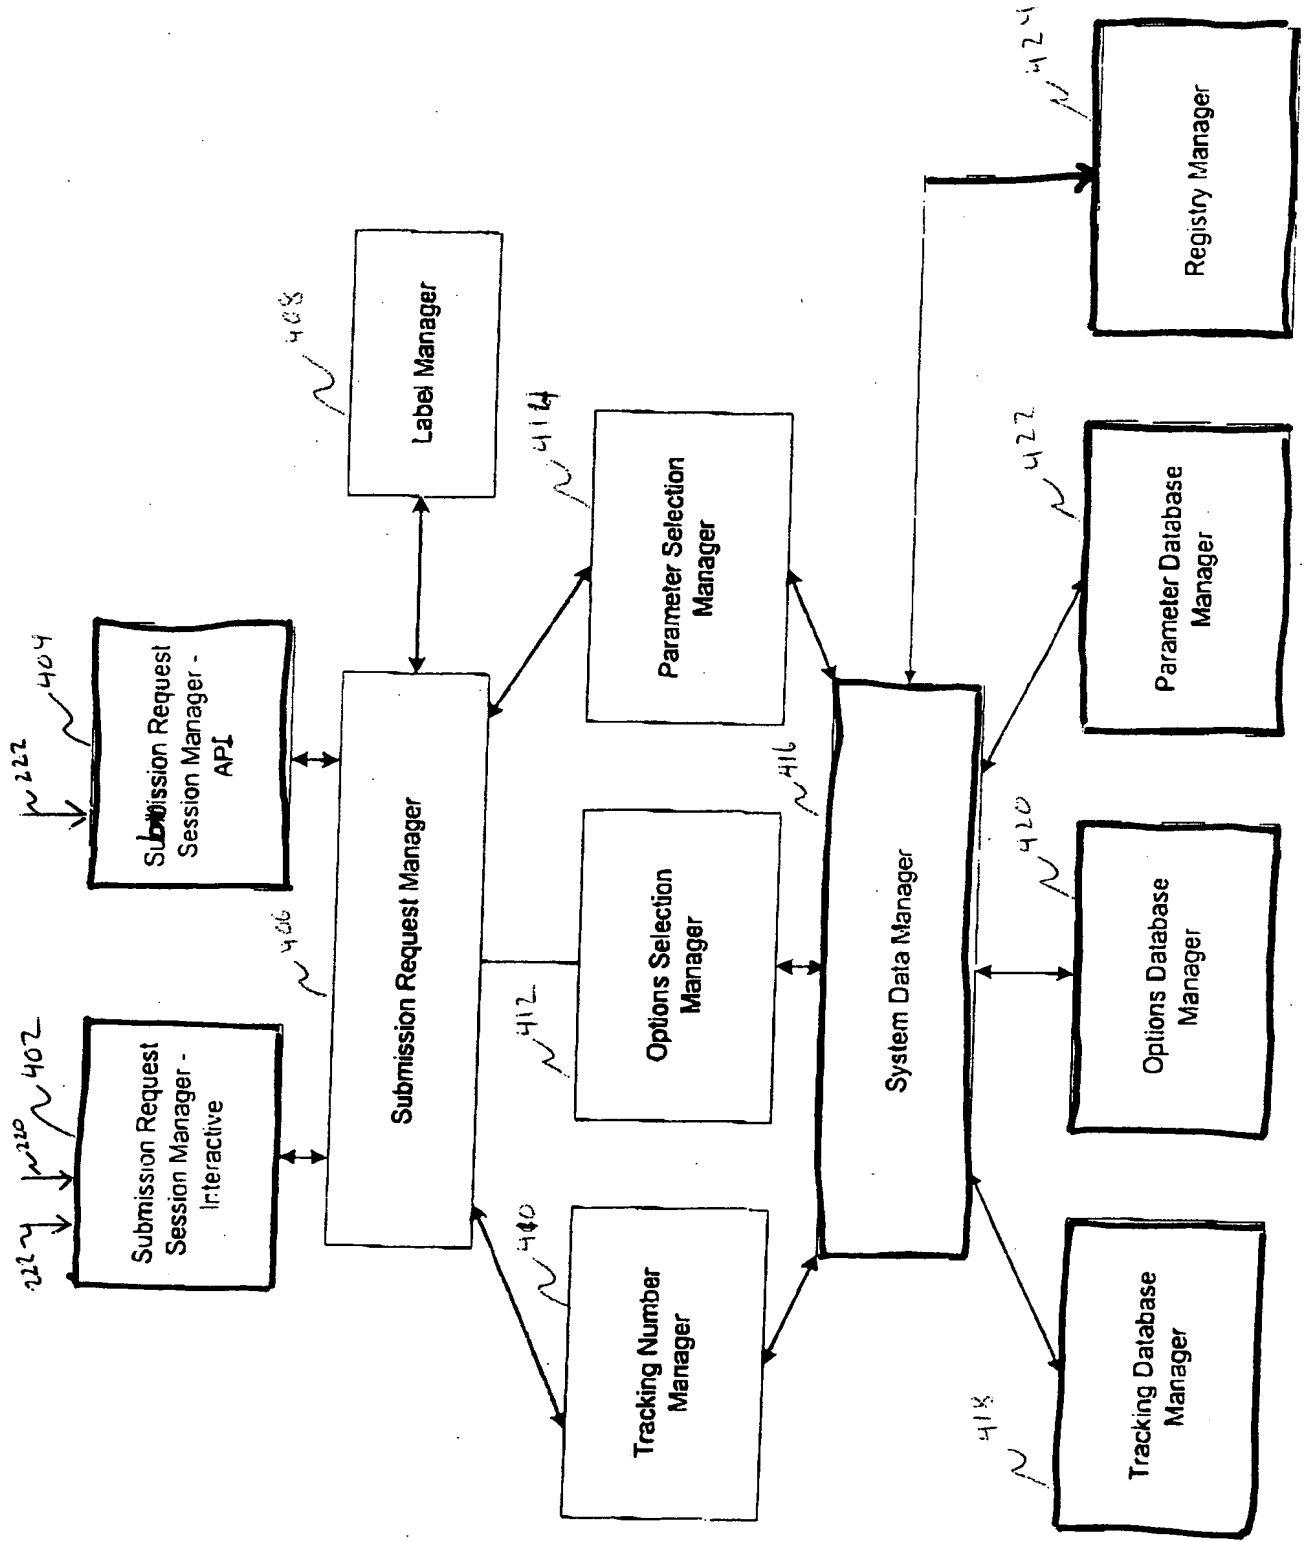 222
220
402
Submission Request
Session Manager -
Interactive
222
404
Submission Request
Session Manager -
API
406
Submission Request Manager
408
Label Manager
410
Tracking Number
Manager
412
Options Selection
Manager
414
Parameter Selection
Manager
416
System Data Manager
418
Tracking Database
Manager
420
Options Database
Manager
422
Parameter Database
Manager
424
Registry Manager